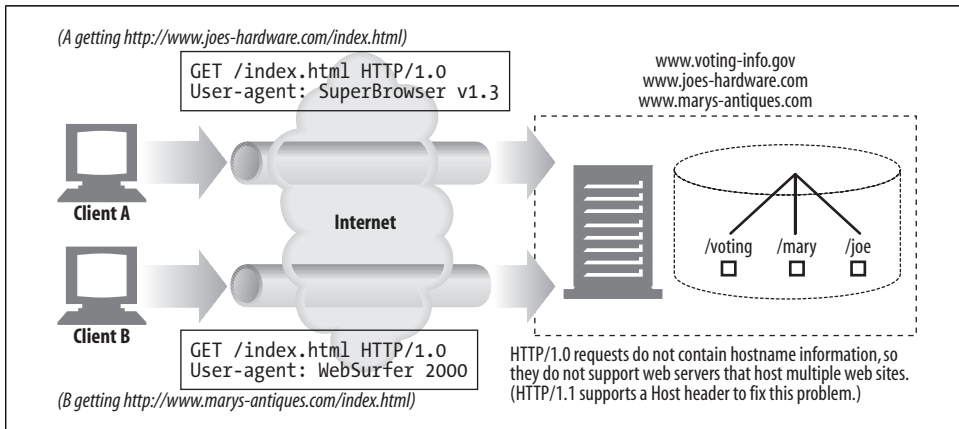 (A getting http://www.joes-hardware.com/index.html)
GET /index.html HTTP/1.0
User-agent: SuperBrowser v1.3
www.voting-info.gov
www.joes-hardware.com
www.marys-antiques.com
Client A
Internet
/voting
/mary
/joe
Client B
GET /index.html HTTP/1.0
User-agent: WebSurfer 2000
(B getting http://www.marys-antiques.com/index.html)
HTTP/1.0 requests do not contain hostname information, so
they do not support web servers that host multiple web sites.
(HTTP/1.1 supports a Host header to fix this problem.)